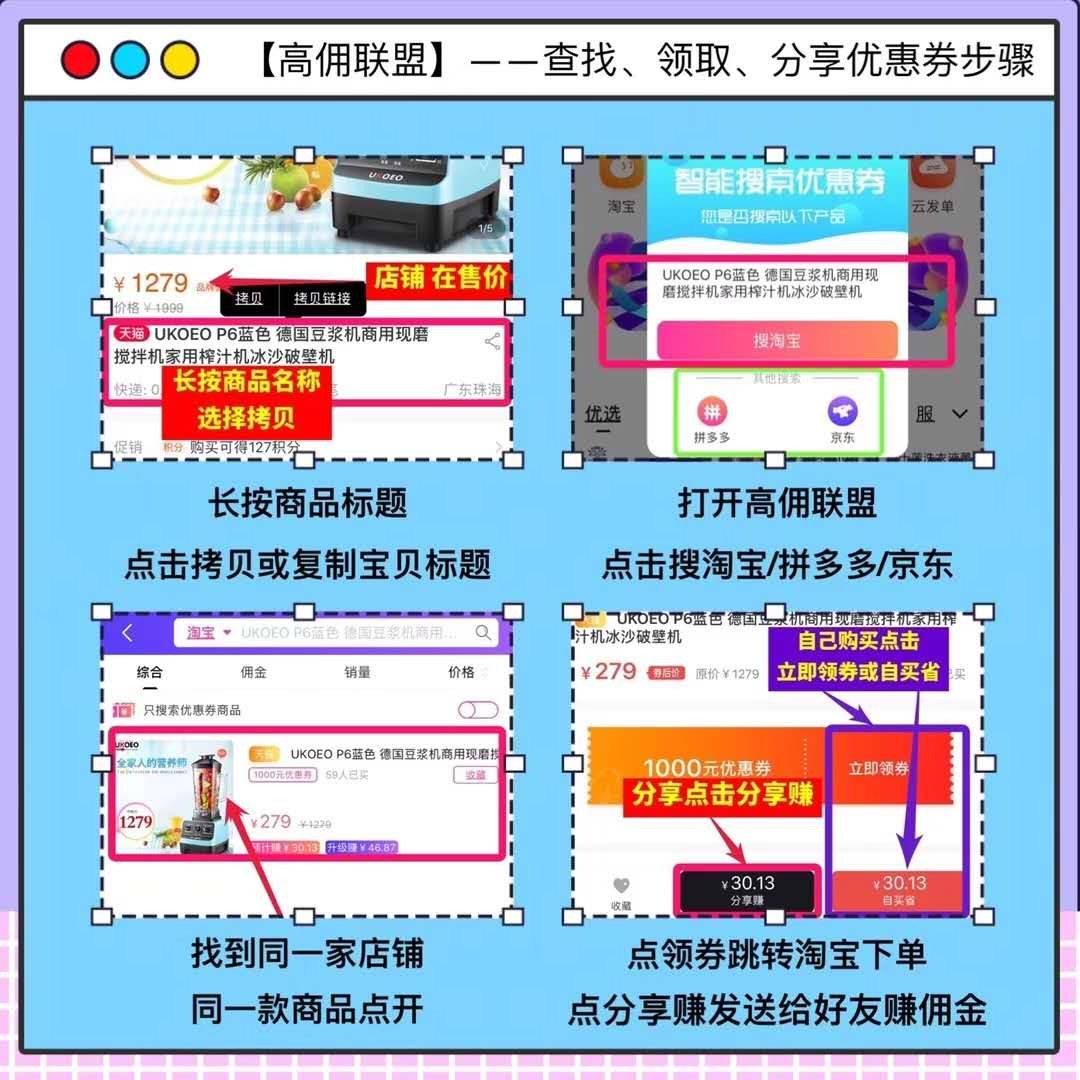 【高佣联盟】——查找、领取、分享优惠券步骤
UKOEO
1/5
¥1279 品牌
店铺 在售价
价格 ¥1999
拷贝 拷贝链接
天猫 UKOEO P6蓝色 德国豆浆机商用现磨
搅拌机家用榨汁机冰沙破壁机
快递: 0
广东珠海
长按商品名称
选择拷贝
促销 积分 购买可得127积分
长按商品标题
点击拷贝或复制宝贝标题
智能搜索优惠券
淘宝
云发单
您是否搜索以下产品
UKOEO P6蓝色 德国豆浆机商用现
磨搅拌机家用榨汁机冰沙破壁机
搜淘宝
其他搜索
优选
服
拼多多
京东
打开高佣联盟
点击搜淘宝/拼多多/京东
淘宝 UKOEO P6蓝色 德国豆浆机商用...
综合 佣金 销量 价格
只搜索优惠券商品
UKOEO
全家人的营养师
1279
天猫 UKOEO P6蓝色 德国豆浆机商用现磨搅
1000元优惠券 59人已买 收藏
¥279 ¥1279
预计赚¥30.13 升级赚¥46.87
找到同一家店铺
同一款商品点开
UKOEO P6蓝色 德国豆浆机商用现磨搅拌机家用榨
汁机冰沙破壁机
自己购买点击
立即领券或自买省
¥279 券后价 原价¥1279
已买
1000元优惠券
立即领券
分享点击分享赚
收藏
¥30.13
分享赚
¥30.13
自买省
点领券跳转淘宝下单
点分享赚发送给好友赚佣金